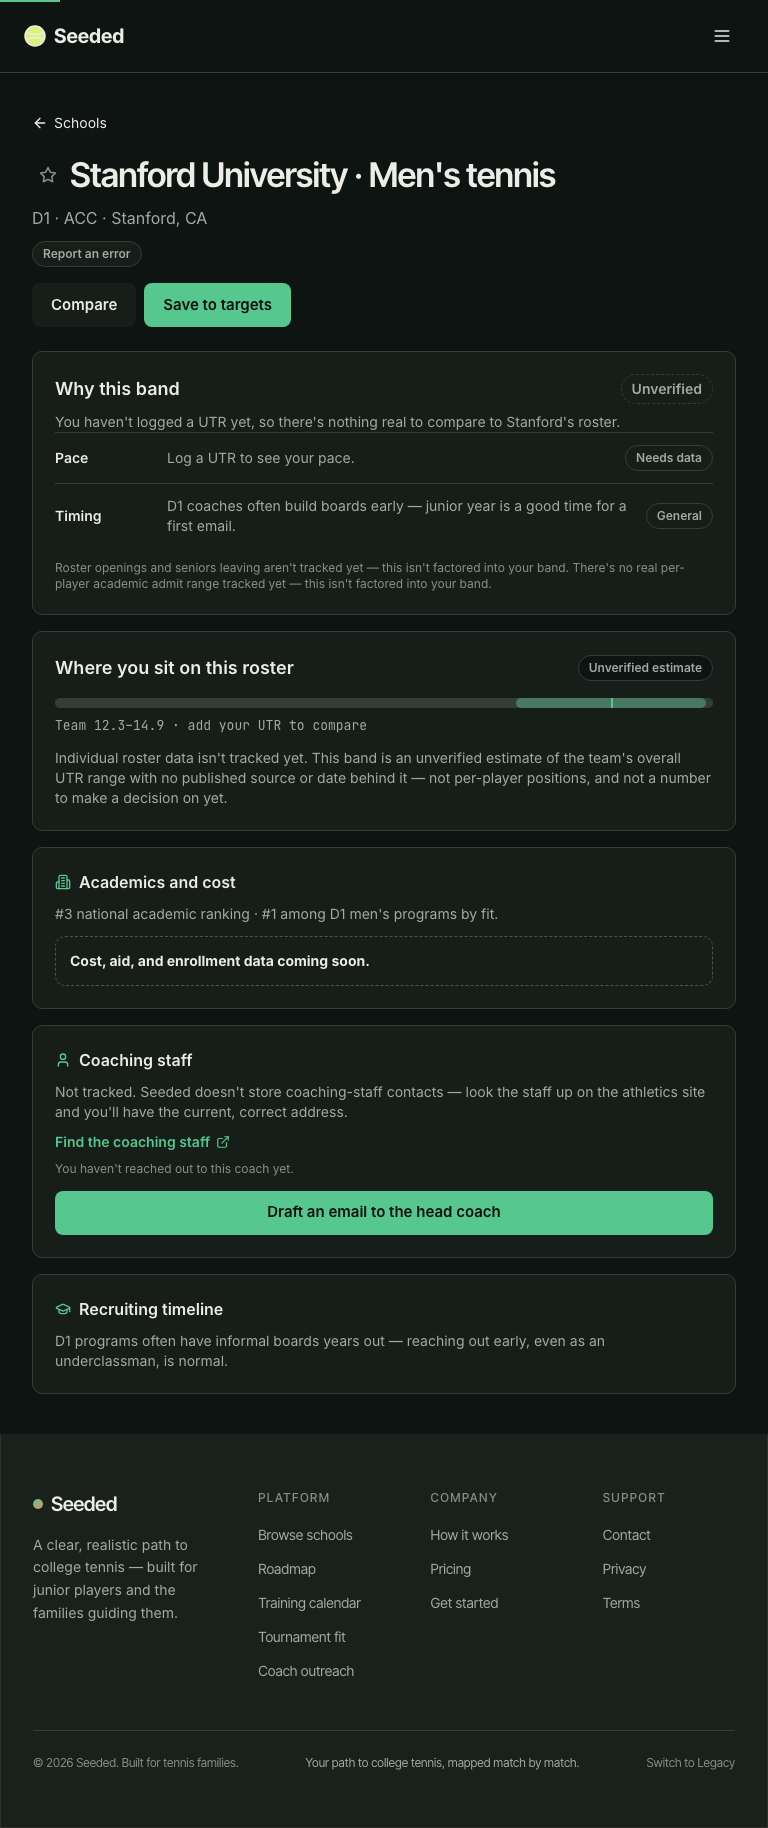 Seeded
Schools
Stanford University · Men's tennis
D1 · ACC · Stanford, CA
Report an error
Compare
Save to targets
Why this band
Unverified
You haven't logged a UTR yet, so there's nothing real to compare to Stanford's roster.
Pace
Log a UTR to see your pace.
Needs data
Timing
D1 coaches often build boards early — junior year is a good time for a
first email.
General
Roster openings and seniors leaving aren't tracked yet — this isn't factored into your band. There's no real per-
player academic admit range tracked yet — this isn't factored into your band.
Where you sit on this roster
Unverified estimate
Team 12.3–14.9 · add your UTR to compare
Individual roster data isn't tracked yet. This band is an unverified estimate of the team's overall
UTR range with no published source or date behind it — not per-player positions, and not a number
to make a decision on yet.
Academics and cost
#3 national academic ranking · #1 among D1 men's programs by fit.
Cost, aid, and enrollment data coming soon.
Coaching staff
Not tracked. Seeded doesn't store coaching-staff contacts — look the staff up on the athletics site
and you'll have the current, correct address.
Find the coaching staff
You haven't reached out to this coach yet.
Draft an email to the head coach
Recruiting timeline
D1 programs often have informal boards years out — reaching out early, even as an
underclassman, is normal.
Seeded
A clear, realistic path to
college tennis — built for
junior players and the
families guiding them.
PLATFORM
Browse schools
Roadmap
Training calendar
Tournament fit
Coach outreach
COMPANY
How it works
Pricing
Get started
SUPPORT
Contact
Privacy
Terms
© 2026 Seeded. Built for tennis families.
Your path to college tennis, mapped match by match.
Switch to Legacy